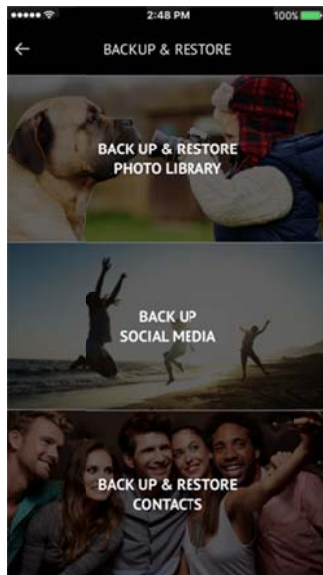 2:48 PM 100%
BACKUP & RESTORE
BACK UP & RESTORE
PHOTO LIBRARY
BACK UP
SOCIAL MEDIA
BACK UP & RESTORE
CONTACTS